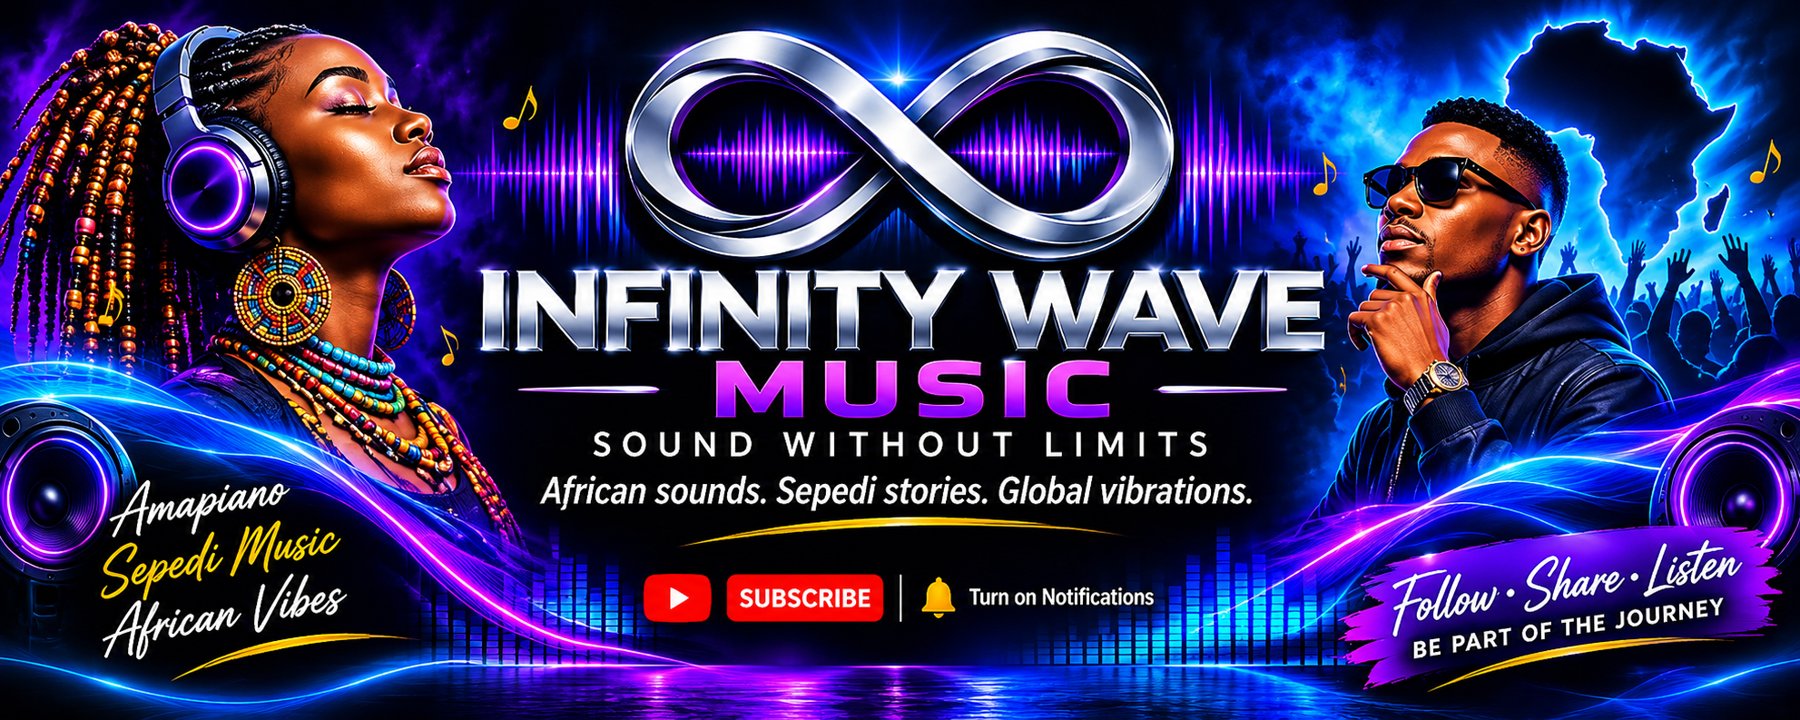 INFINITY WAVE
MUSIC
SOUND WITHOUT LIMITS
African sounds. Sepedi stories. Global vibrations.
Amapiano
Sepedi Music
African Vibes
SUBSCRIBE
Turn on Notifications
Follow • Share • Listen
BE PART OF THE JOURNEY